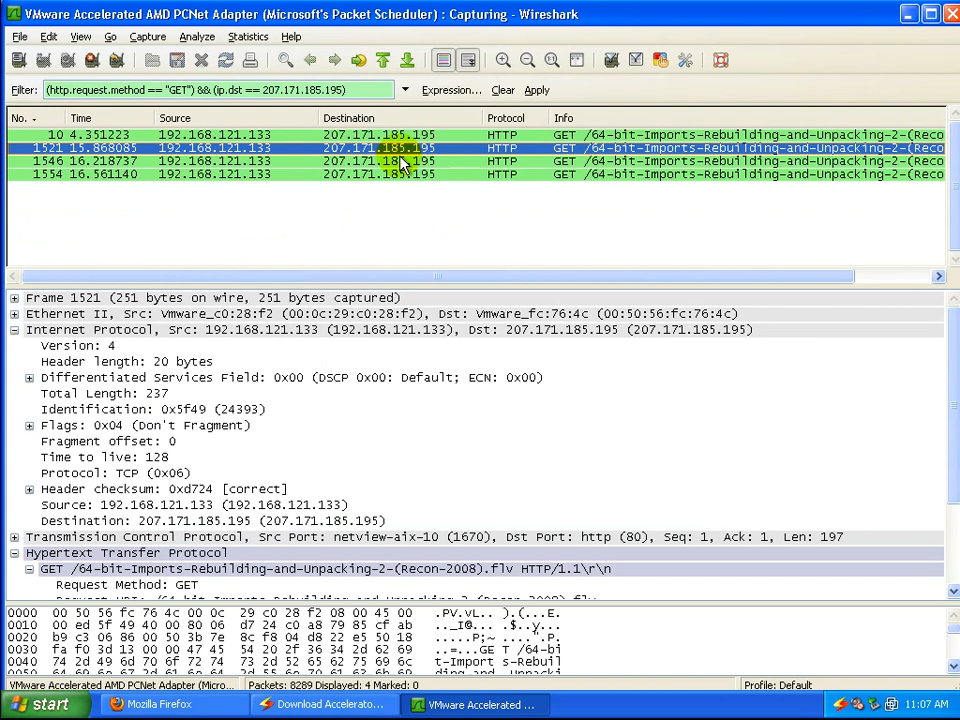 VMware Accelerated AMD PCNet Adapter (Microsoft's Packet Scheduler) : Capturing - Wireshark
File Edit View Go Capture Analyze Statistics Help
Filter: (http.request.method == "GET") && (ip.dst == 207.171.185.195) Expression... Clear Apply
No. Time Source Destination Protocol Info
10 4.351223 192.168.121.133 207.171.185.195 HTTP GET /64-bit-Imports-Rebuilding-and-Unpacking-2-(Reco
1521 15.868085 192.168.121.133 207.171.185.195 HTTP GET /64-bit-Imports-Rebuilding-and-Unpacking-2-(Reco
1546 16.218737 192.168.121.133 207.171.185.195 HTTP GET /64-bit-Imports-Rebuilding-and-Unpacking-2-(Reco
1554 16.561140 192.168.121.133 207.171.185.195 HTTP GET /64-bit-Imports-Rebuilding-and-Unpacking-2-(Reco
Frame 1521 (251 bytes on wire, 251 bytes captured)
Ethernet II, Src: Vmware_c0:28:f2 (00:0c:29:c0:28:f2), Dst: Vmware_fc:76:4c (00:50:56:fc:76:4c)
Internet Protocol, Src: 192.168.121.133 (192.168.121.133), Dst: 207.171.185.195 (207.171.185.195)
Version: 4
Header length: 20 bytes
Differentiated Services Field: 0x00 (DSCP 0x00: Default; ECN: 0x00)
Total Length: 237
Identification: 0x5f49 (24393)
Flags: 0x04 (Don't Fragment)
Fragment offset: 0
Time to live: 128
Protocol: TCP (0x06)
Header checksum: 0xd724 [correct]
Source: 192.168.121.133 (192.168.121.133)
Destination: 207.171.185.195 (207.171.185.195)
Transmission Control Protocol, Src Port: netview-aix-10 (1670), Dst Port: http (80), Seq: 1, Ack: 1, Len: 197
Hypertext Transfer Protocol
GET /64-bit-Imports-Rebuilding-and-Unpacking-2-(Recon-2008).flv HTTP/1.1\r\n
Request Method: GET
0000 00 50 56 fc 76 4c 00 0c 29 c0 28 f2 08 00 45 00 .PV.vL.. ).(...E.
0010 00 ed 5f 49 40 00 80 06 d7 24 c0 a8 79 85 cf ab .._I@... .$..y...
0020 b9 c3 06 86 00 50 3b 7e 8c f8 04 d8 22 e5 50 18 .....P;~ ....".P.
0030 fa f0 3d 13 00 00 47 45 54 20 2f 36 34 2d 62 69 ..=...GE T /64-bi
0040 74 2d 49 6d 70 6f 72 74 73 2d 52 65 62 75 69 6c t-Import s-Rebuil
VMware Accelerated AMD PCNet Adapter (Micro... Packets: 8289 Displayed: 4 Marked: 0 Profile: Default
start Mozilla Firefox Download Accelerato... VMware Accelerated ... 11:07 AM